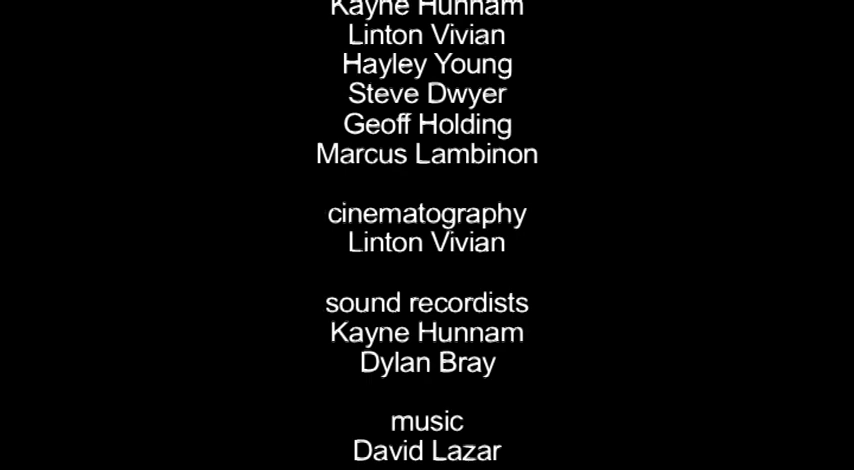 Kayne Hunnam
Linton Vivian
Hayley Young
Steve Dwyer
Geoff Holding
Marcus Lambinon
cinematography
Linton Vivian
sound recordists
Kayne Hunnam
Dylan Bray
music
David Lazar